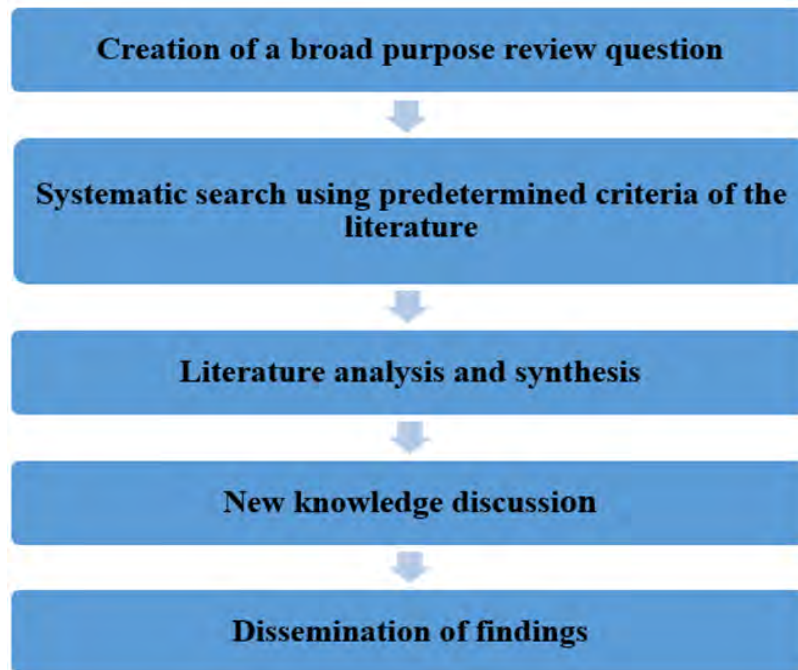 Creation of a broad purpose review question
Systematic search using predetermined criteria of the
literature
Literature analysis and synthesis
New knowledge discussion
Dissemination of findings